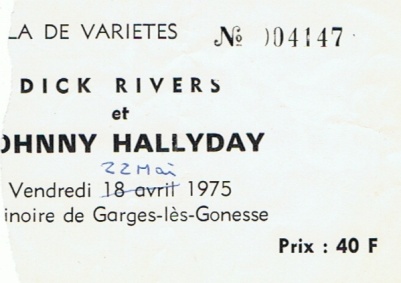 LA DE VARIETES Nº 004147
DICK RIVERS
et
OHNNY HALLYDAY
22 Mai
Vendredi 18 avril 1975
inoire de Garges-lès-Gonesse
Prix : 40 F